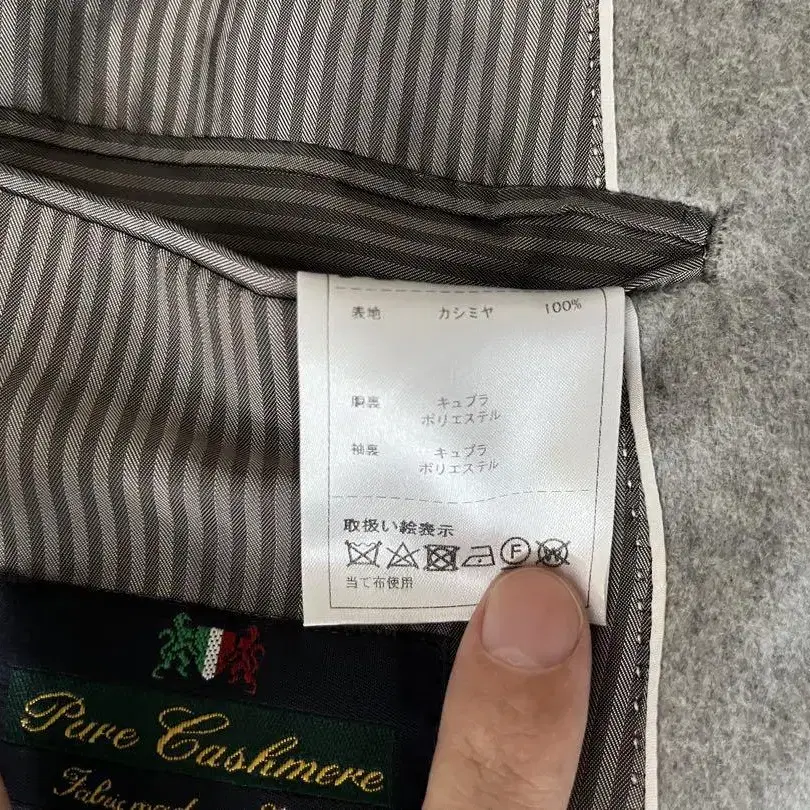 表地 カシミヤ 100%
胴裏 キュプラ
ポリエステル
袖裏 キュプラ
ポリエステル
取扱い絵表示
F W
当て布使用
Pure Cashmere
Fabric made